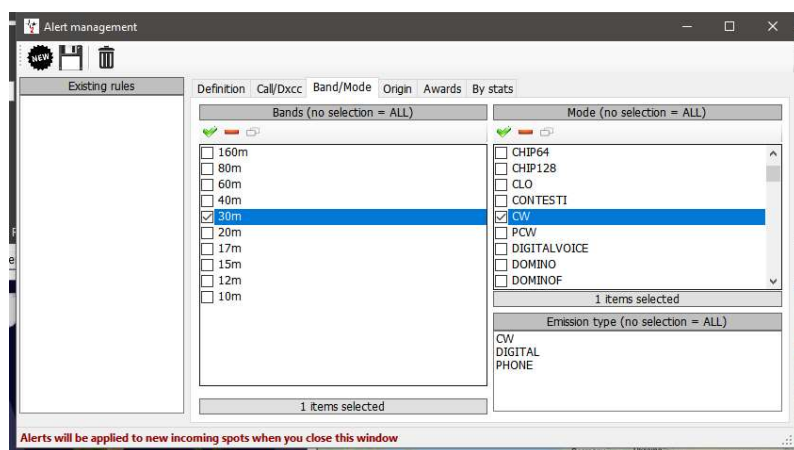 Alert management
NEW
Existing rules
Definition Call/Dxcc Band/Mode Origin Awards By stats
Bands (no selection = ALL)
160m
80m
60m
40m
30m
20m
17m
15m
12m
10m
1 items selected
Mode (no selection = ALL)
CHIP64
CHIP128
CLO
CONTESTI
CW
PCW
DIGITALVOICE
DOMINO
DOMINOF
1 items selected
Emission type (no selection = ALL)
CW
DIGITAL
PHONE
Alerts will be applied to new incoming spots when you close this window